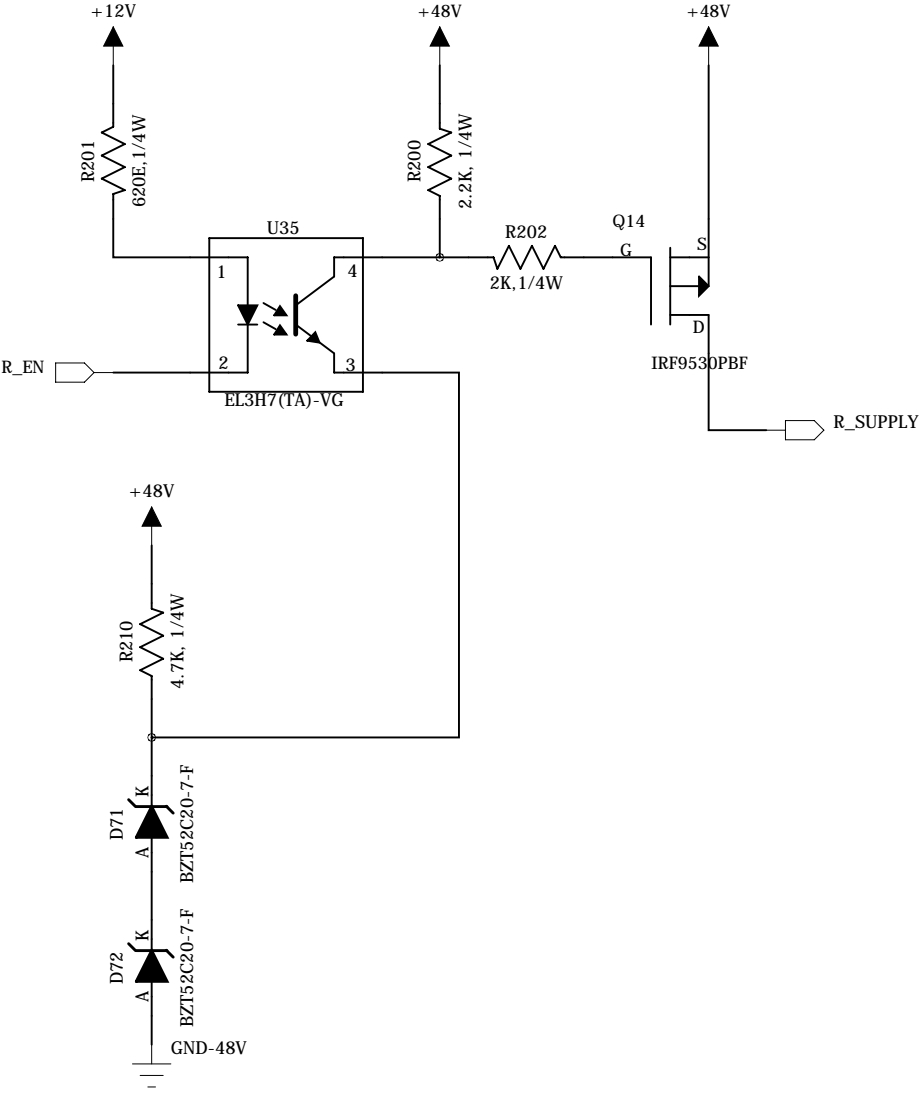 +12V
+48V
+48V
R201
620E,1/4W
R200
2.2K, 1/4W
U35
1
4
2
3
R_EN
EL3H7(TA)-VG
R202
2K,1/4W
Q14
G
S
D
IRF9530PBF
R_SUPPLY
+48V
R210
4.7K, 1/4W
K
D71
A
BZT52C20-7-F
K
D72
A
BZT52C20-7-F
GND-48V